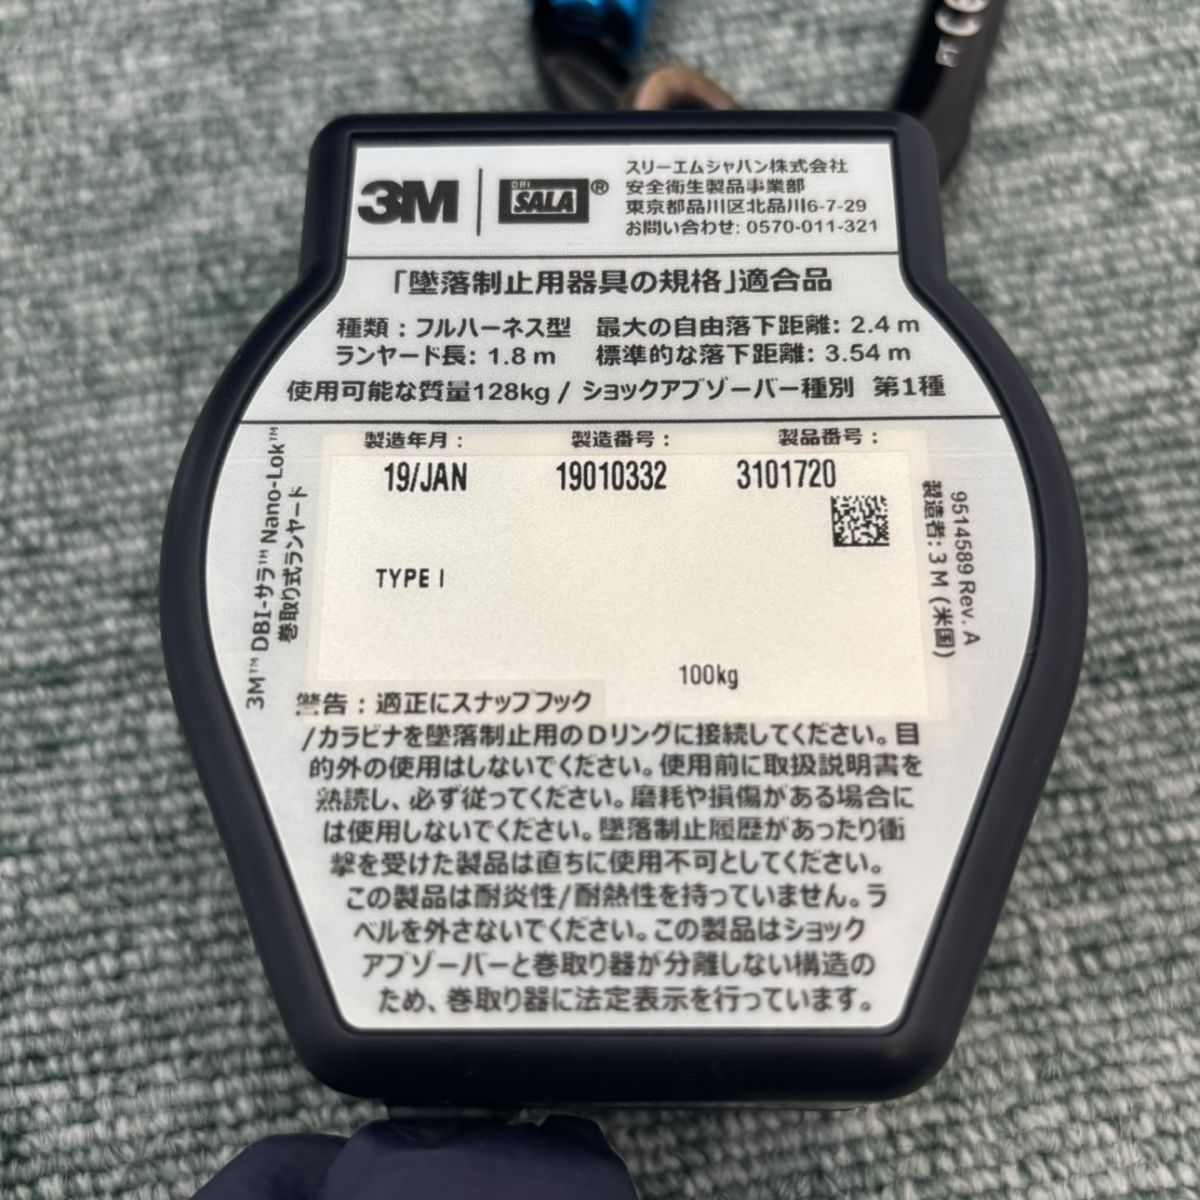 3M
DBI
SALA®
スリーエムジャパン株式会社
安全衛生製品事業部
東京都品川区北品川6-7-29
お問い合わせ: 0570-011-321
「墜落制止用器具の規格」適合品
種類：フルハーネス型 最大の自由落下距離: 2.4 m
ランヤード長: 1.8 m 標準的な落下距離: 3.54 m
使用可能な質量128kg / ショックアブソーバー種別 第1種
製造年月： 製造番号： 製品番号：
19/JAN 19010332 3101720
TYPE I
100kg
3M™ DBI-サラ™ Nano-Lok™
巻取り式ランヤード
9514589 Rev. A
製造者: 3 M (米国)
警告：適正にスナップフック
/カラビナを墜落制止用のDリングに接続してください。目
的外の使用はしないでください。使用前に取扱説明書を
熟読し、必ず従ってください。磨耗や損傷がある場合に
は使用しないでください。墜落制止履歴があったり衝
撃を受けた製品は直ちに使用不可としてください。
この製品は耐炎性/耐熱性を持っていません。ラ
ベルを外さないでください。この製品はショック
アブソーバーと巻取り器が分離しない構造の
ため、巻取り器に法定表示を行っています。